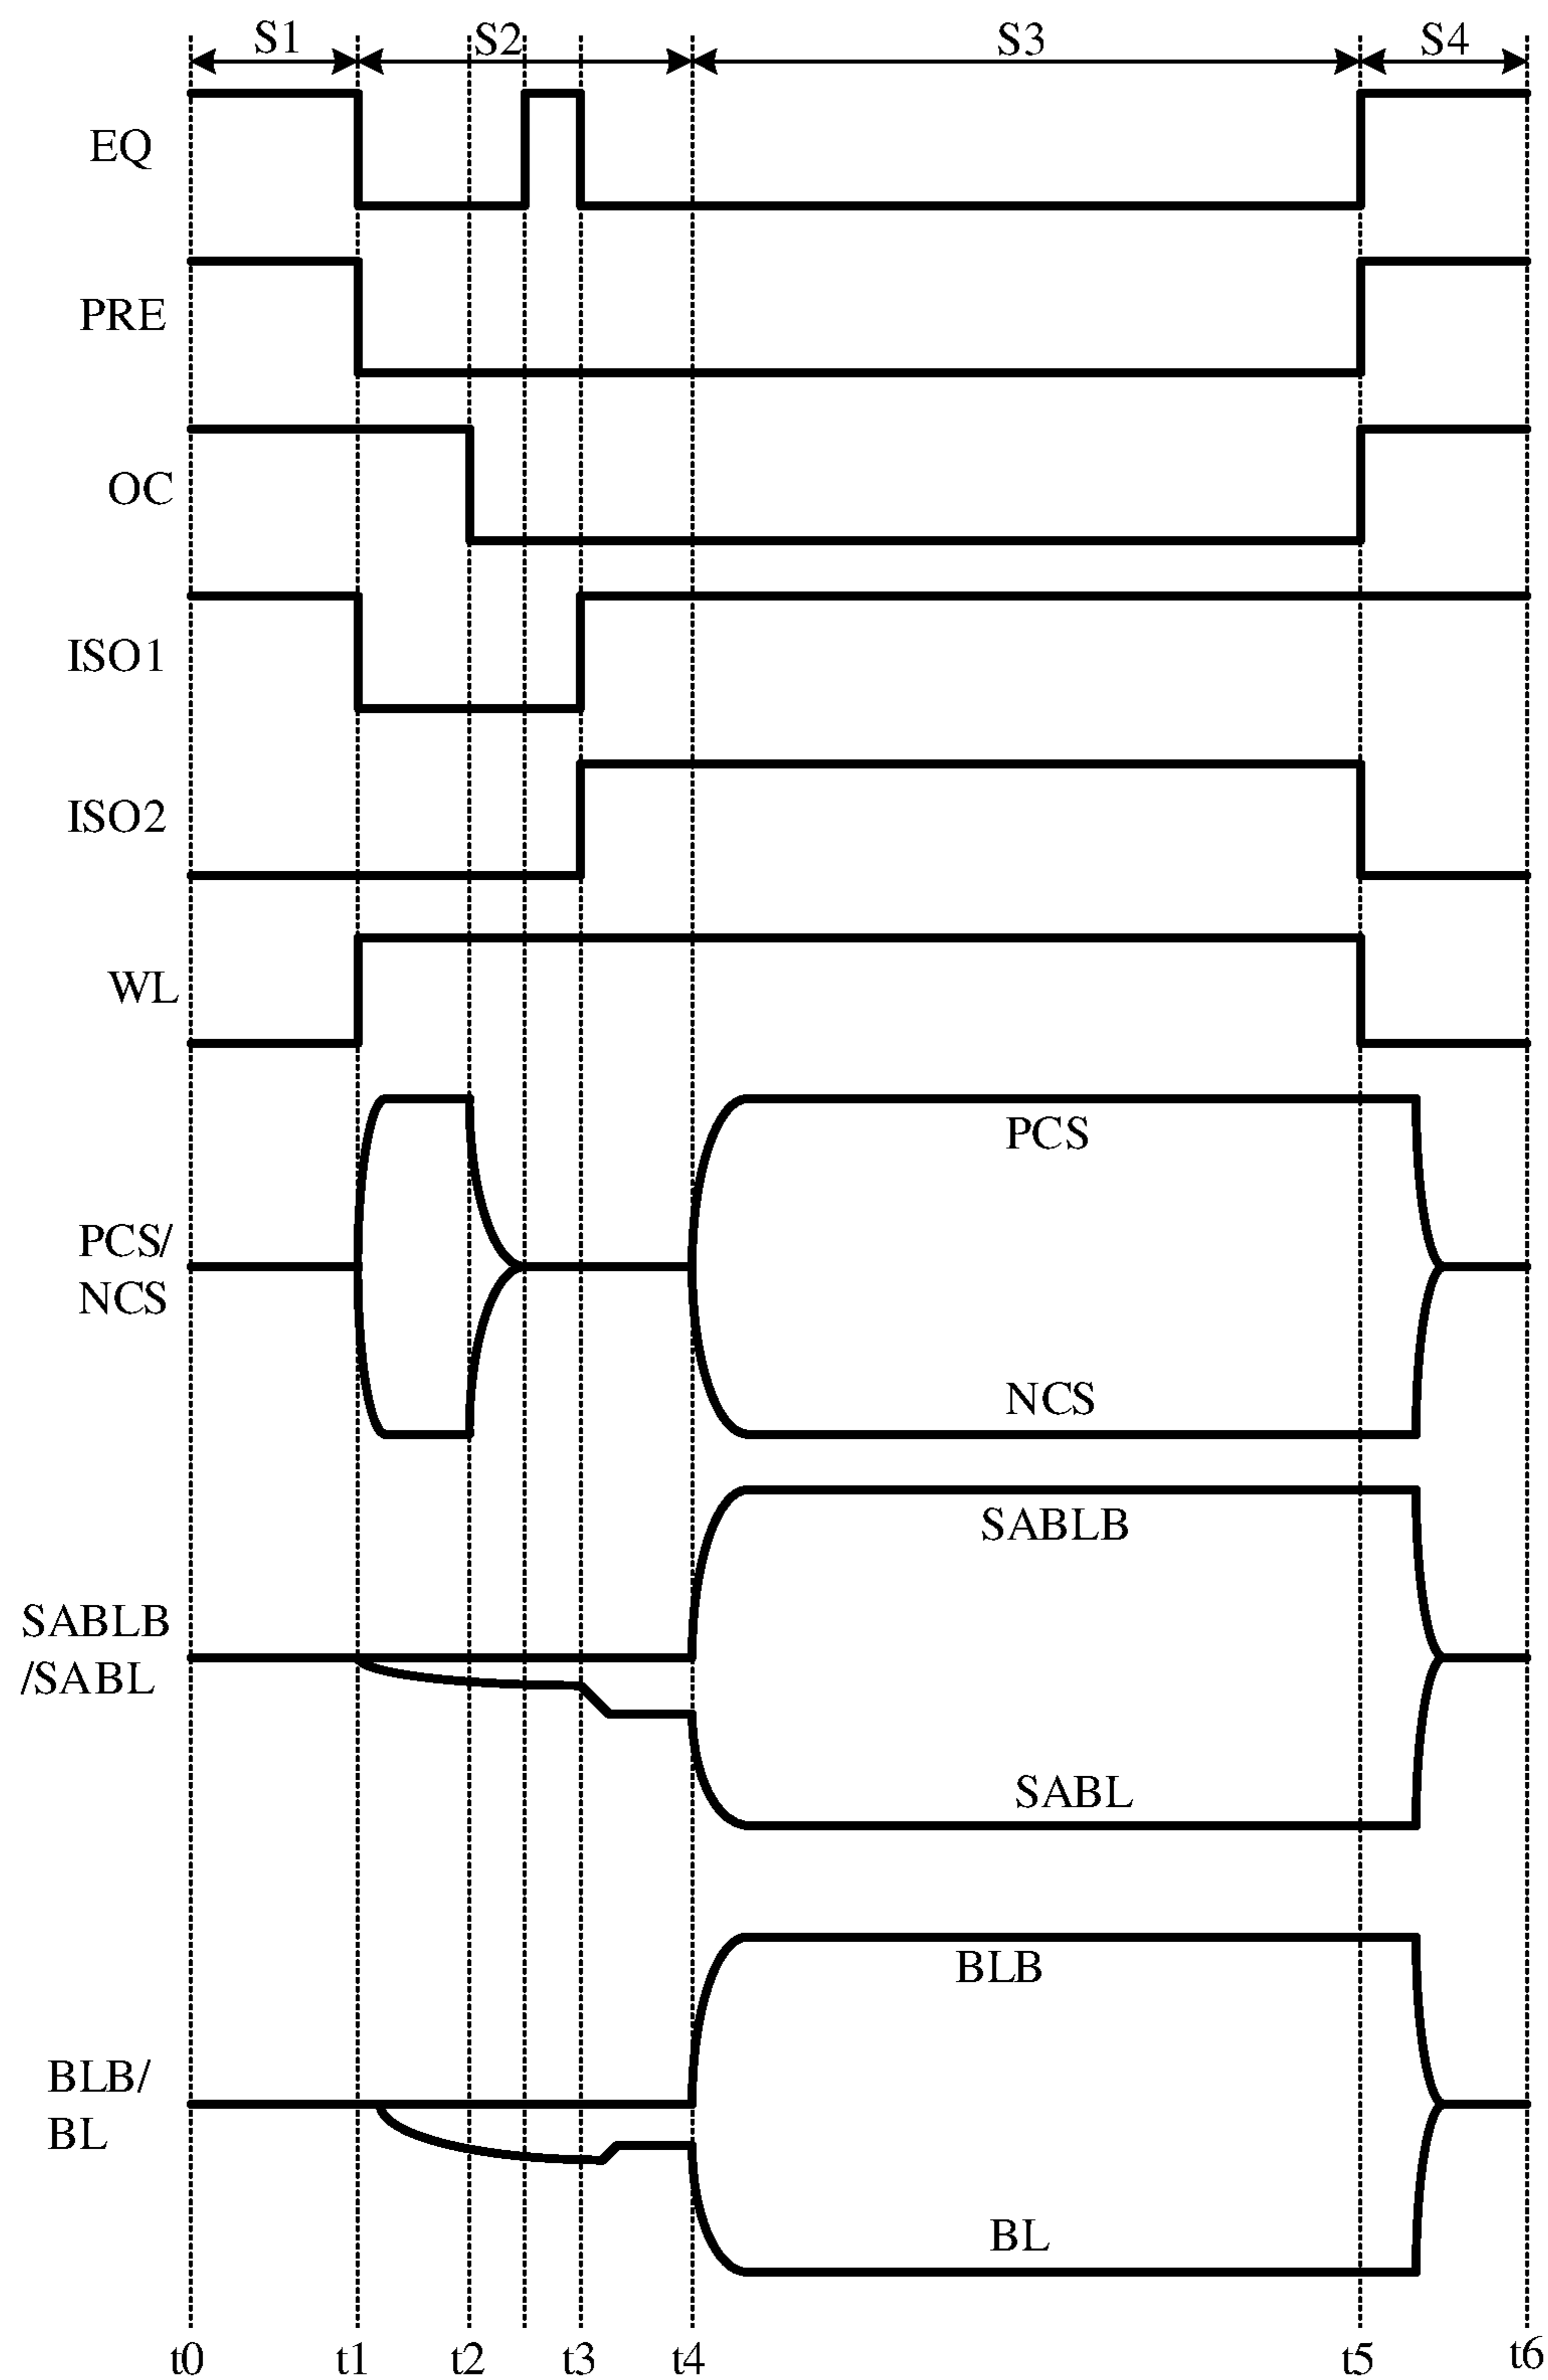 S1 S2 S3 S4
EQ
PRE
OC
ISO1
ISO2
WL
PCS
PCS/
NCS
NCS
SABLB
SABLB
/SABL
SABL
BLB
BLB/
BL
BL
t0 t1 t2 t3 t4 t5 t6